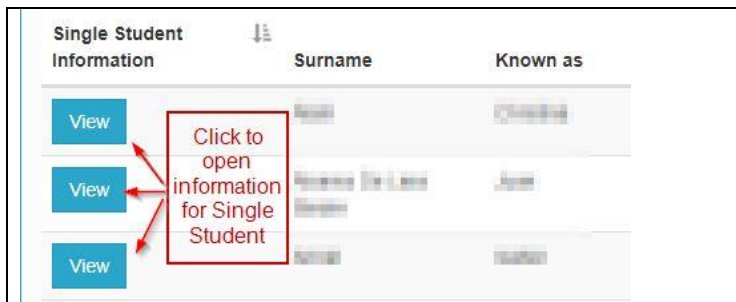 Single Student
Information
Surname
Known as
View
View
View
Click to
open
information
for Single
Student